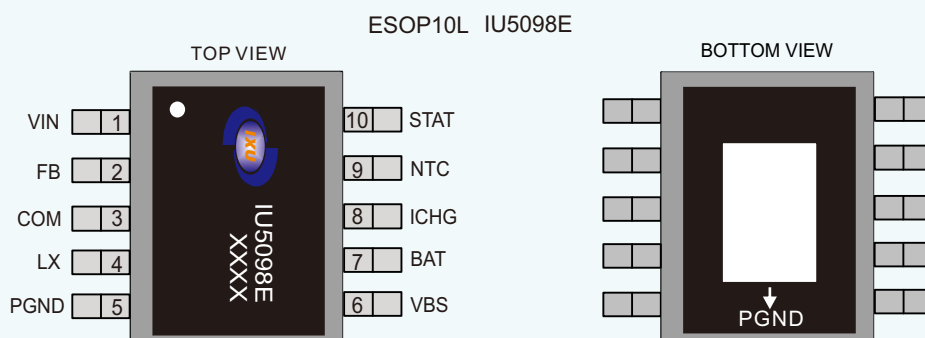 ESOP10L IU5098E
TOP VIEW
BOTTOM VIEW
VIN 1
10 STAT
FB 2
9 NTC
COM 3
8 ICHG
LX 4
7 BAT
PGND 5
6 VBS
IXU
IU5098E
XXXX
PGND